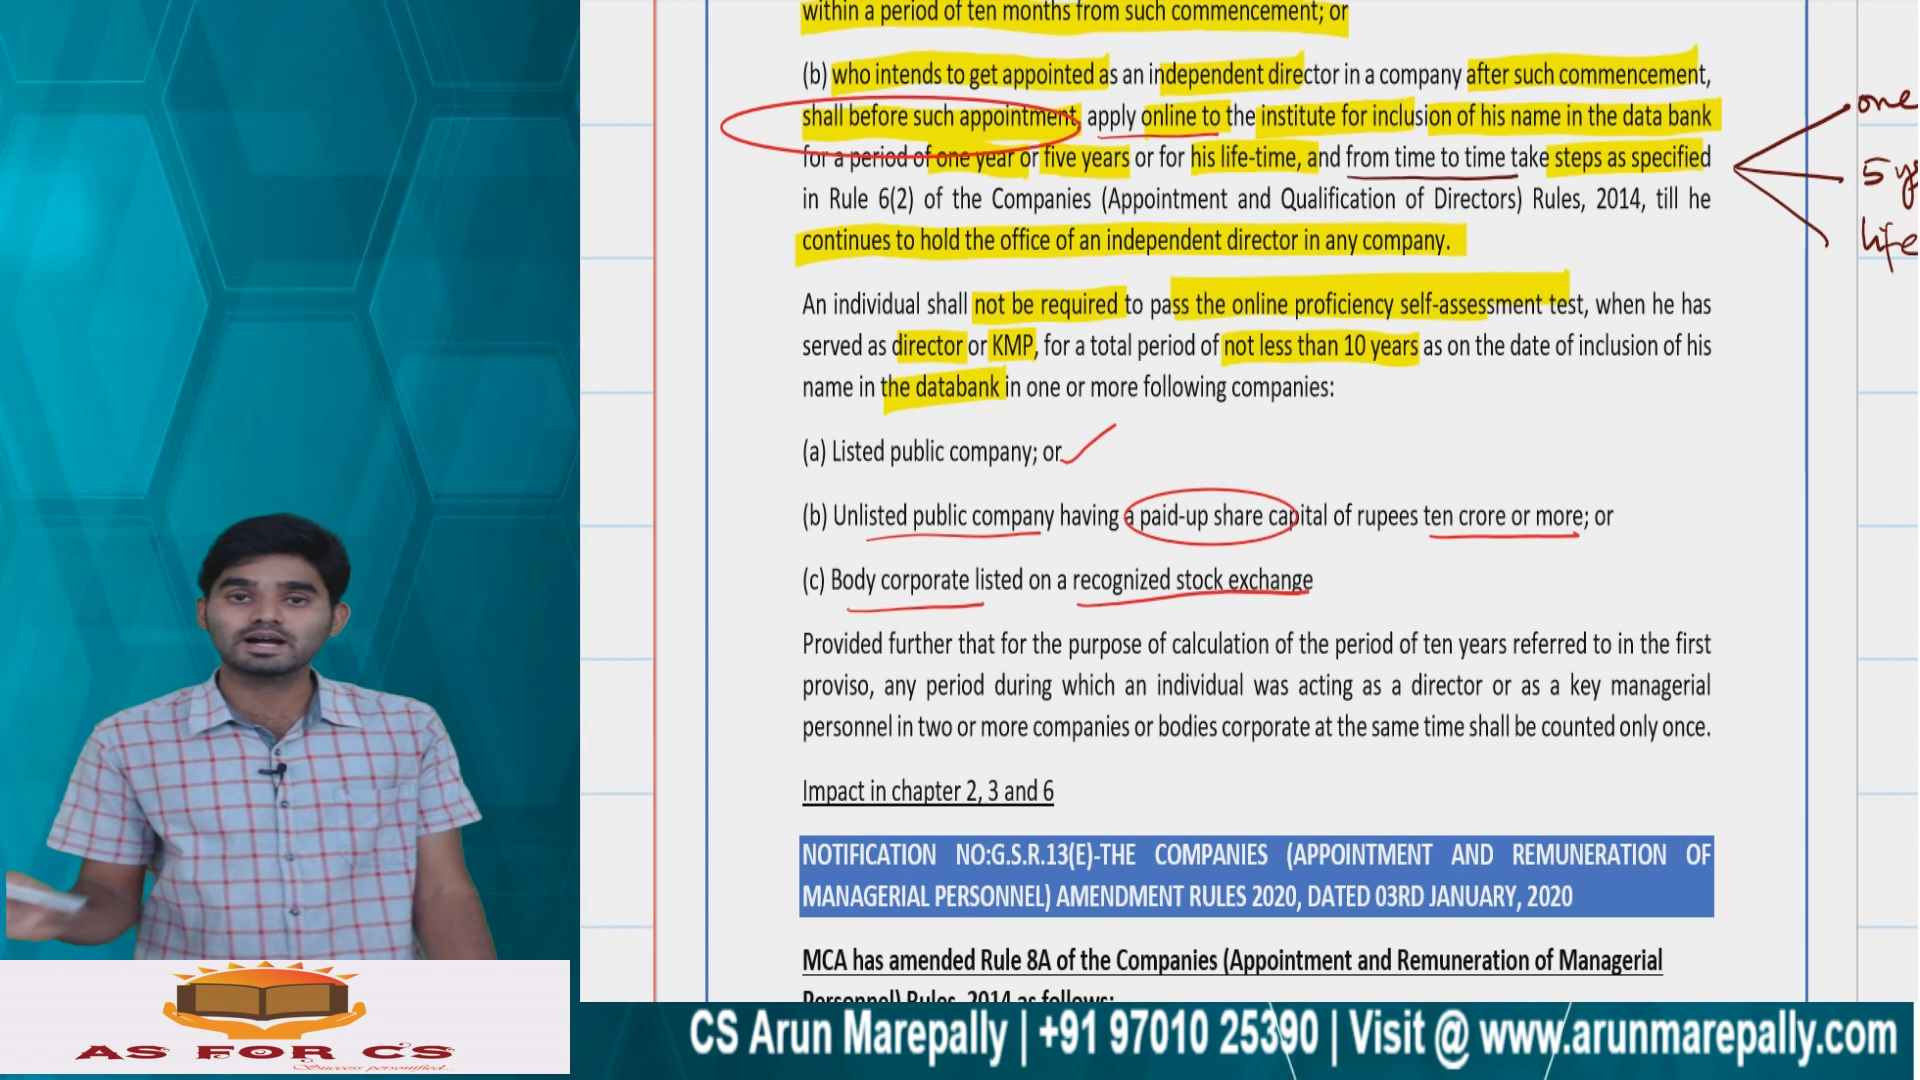 within a period of ten months from such commencement; or
(b) who intends to get appointed as an independent director in a company after such commencement,
shall before such appointment, apply online to the institute for inclusion of his name in the data bank
for a period of one year or five years or for his life-time, and from time to time take steps as specified
in Rule 6(2) of the Companies (Appointment and Qualification of Directors) Rules, 2014, till he
continues to hold the office of an independent director in any company.
one
5 ye
life
An individual shall not be required to pass the online proficiency self-assessment test, when he has
served as director or KMP, for a total period of not less than 10 years as on the date of inclusion of his
name in the databank in one or more following companies:
(a) Listed public company; or
(b) Unlisted public company having a paid-up share capital of rupees ten crore or more; or
(c) Body corporate listed on a recognized stock exchange
Provided further that for the purpose of calculation of the period of ten years referred to in the first
proviso, any period during which an individual was acting as a director or as a key managerial
personnel in two or more companies or bodies corporate at the same time shall be counted only once.
Impact in chapter 2, 3 and 6
NOTIFICATION NO:G.S.R.13(E)-THE COMPANIES (APPOINTMENT AND REMUNERATION OF
MANAGERIAL PERSONNEL) AMENDMENT RULES 2020, DATED 03RD JANUARY, 2020
MCA has amended Rule 8A of the Companies (Appointment and Remuneration of Managerial
Personnel) Rules, 2014 as follows:
AS FOR CS
Success personified...
CS Arun Marepally | +91 97010 25390 | Visit @ www.arunmarepally.com